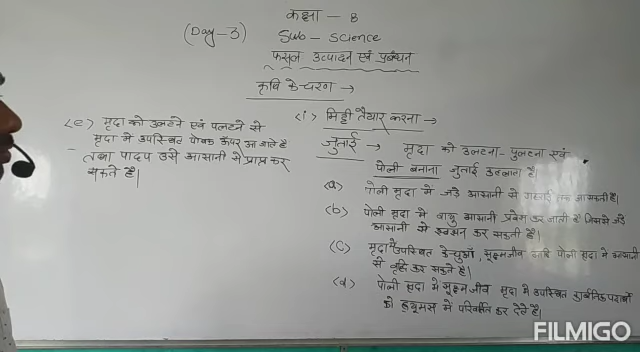 कक्षा - 8
(Day-3) Sub - Science
फसल उत्पादन एवं प्रबंधन
कृषि के चरण →
(i) मिट्टी तैयार करना →
जुताई → मृदा को उलटना - पुलटना एवं
पोली बनाना जुताई कहलाता है।
(a) पोली मृदा में जड़े आसानी से गहराई तक जा सकती है।
(b) पोली मृदा में वायु आसानी प्रवेश कर जाती है जिससे जड़े
आसानी से श्वसन कर सकती है।
(c) मृदा में उपस्थित केचुओं, सूक्ष्मजीव आदि पोली मृदा में आसानी
से वृद्धि कर सकते है।
(d) पोली मृदा में सूक्ष्मजीव मृदा में उपस्थित कार्बनिक पदार्थो
को ह्यूमस में परिवर्तित कर देते है।
(e) मृदा को उलटने एवं पलटने से
मृदा में उपस्थित पोषक ऊपर आ जाते है
तथा पादप उसे आसानी से प्राप्त कर
सकते है।
FILMIGO